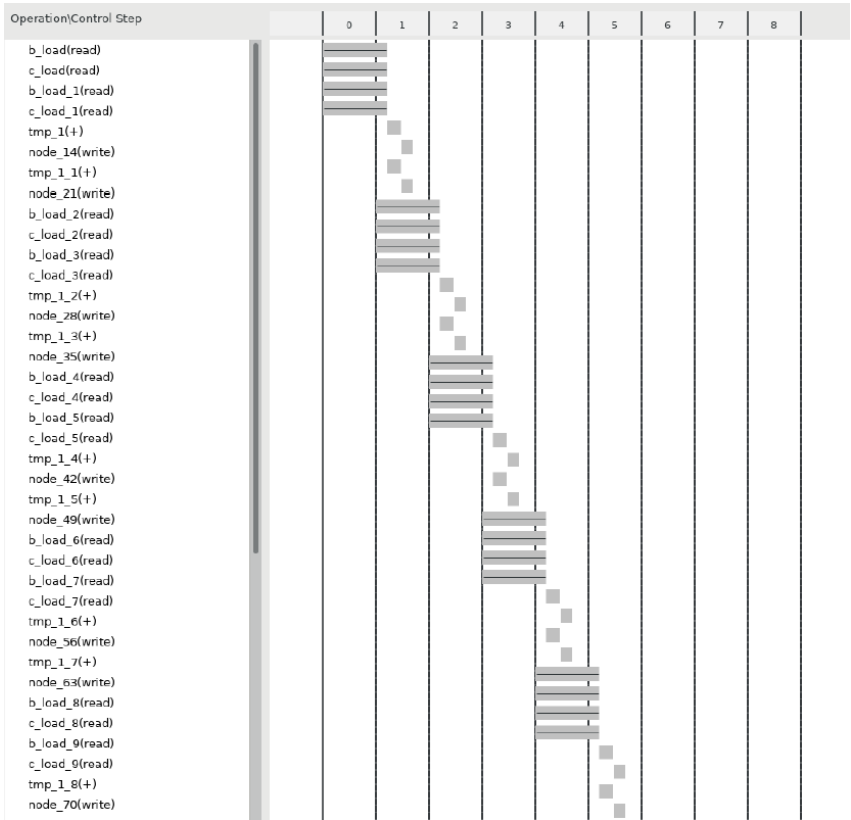 Operation\Control Step
0 1 2 3 4 5 6 7 8
b_load(read)
c_load(read)
b_load_1(read)
c_load_1(read)
tmp_1(+)
node_14(write)
tmp_1_1(+)
node_21(write)
b_load_2(read)
c_load_2(read)
b_load_3(read)
c_load_3(read)
tmp_1_2(+)
node_28(write)
tmp_1_3(+)
node_35(write)
b_load_4(read)
c_load_4(read)
b_load_5(read)
c_load_5(read)
tmp_1_4(+)
node_42(write)
tmp_1_5(+)
node_49(write)
b_load_6(read)
c_load_6(read)
b_load_7(read)
c_load_7(read)
tmp_1_6(+)
node_56(write)
tmp_1_7(+)
node_63(write)
b_load_8(read)
c_load_8(read)
b_load_9(read)
c_load_9(read)
tmp_1_8(+)
node_70(write)